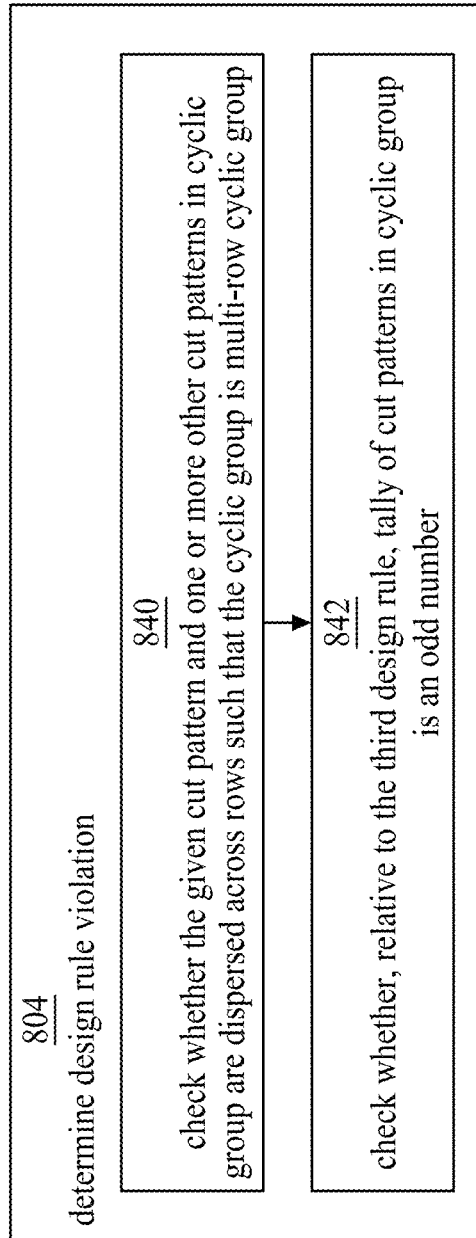 804
determine design rule violation
840
check whether the given cut pattern and one or more other cut patterns in cyclic
group are dispersed across rows such that the cyclic group is multi-row cyclic group
842
check whether, relative to the third design rule, tally of cut patterns in cyclic group
is an odd number